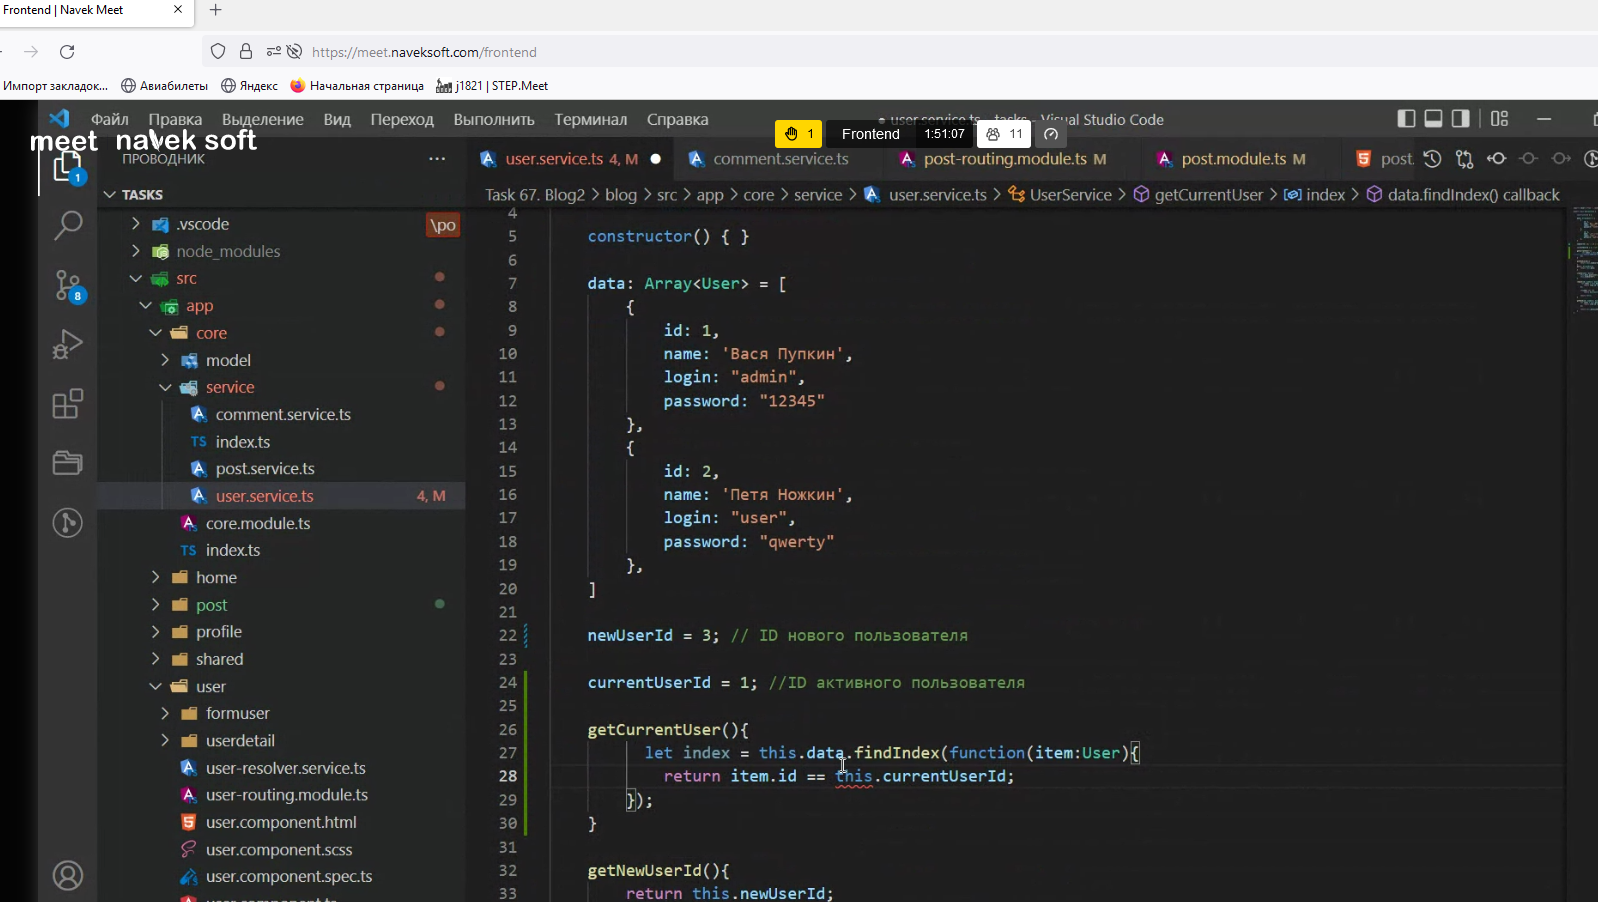 Frontend | Navek Meet
https://meet.naveksoft.com/frontend
Импорт закладок... Авиабилеты Яндекс Начальная страница j1821 | STEP.Meet
Файл Правка Выделение Вид Переход Выполнить Терминал Справка
user.service.ts - tasks - Visual Studio Code
meet navek soft
1 Frontend 1:51:07 11
ПРОВОДНИК
user.service.ts 4, M comment.service.ts post-routing.module.ts M post.module.ts M post.
1
TASKS
Task 67. Blog2 > blog > src > app > core > service > user.service.ts > UserService > getCurrentUser > index > data.findIndex() callback
.vscode
\po
node_modules
src
8
app
core
model
service
comment.service.ts
TS index.ts
post.service.ts
user.service.ts 4, M
core.module.ts
TS index.ts
home
post
profile
shared
user
formuser
userdetail
user-resolver.service.ts
user-routing.module.ts
user.component.html
user.component.scss
user.component.spec.ts
4
5 constructor() { }
6
7 data: Array<User> = [
8 {
9 id: 1,
10 name: 'Вася Пупкин',
11 login: "admin",
12 password: "12345"
13 },
14 {
15 id: 2,
16 name: 'Петя Ножкин',
17 login: "user",
18 password: "qwerty"
19 },
20 ]
21
22 newUserId = 3; // ID нового пользователя
23
24 currentUserId = 1; //ID активного пользователя
25
26 getCurrentUser(){
27 let index = this.data.findIndex(function(item:User){
28 return item.id == this.currentUserId;
29 });
30 }
31
32 getNewUserId(){
33 return this.newUserId;